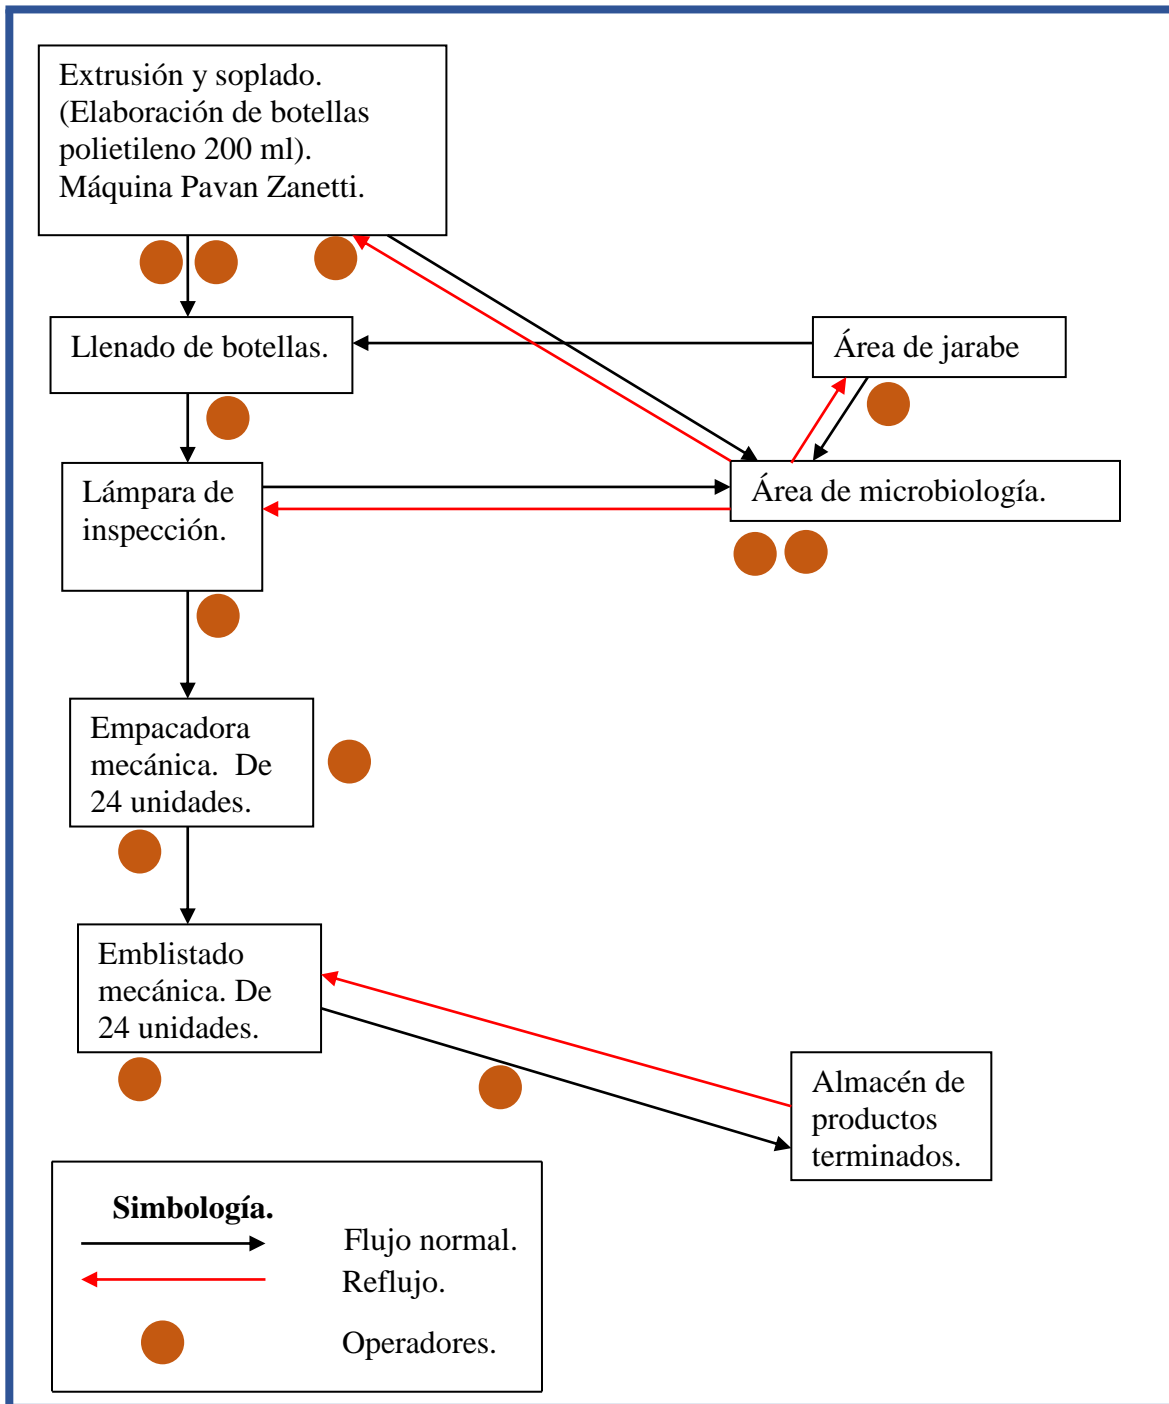 Extrusión y soplado.
(Elaboración de botellas
polietileno 200 ml).
Máquina Pavan Zanetti.
Llenado de botellas.
Área de jarabe
Lámpara de
inspección.
Área de microbiología.
Empacadora
mecánica.  De
24 unidades.
Emblistado
mecánica. De
24 unidades.
Almacén de
productos
terminados.
Simbología.
Flujo normal.
Reflujo.
Operadores.